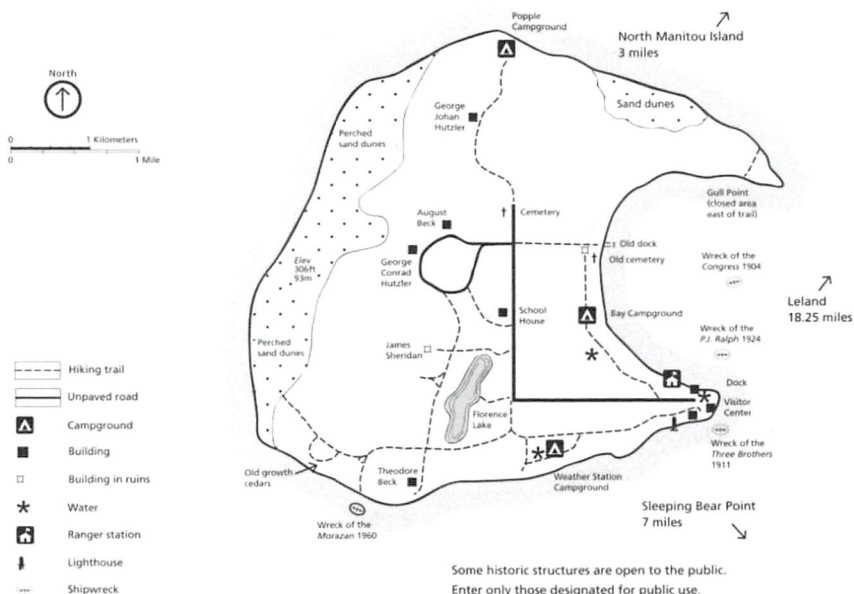 Popple
Campground
North Manitou Island
3 miles
North
0 1 Kilometers
0 1 Mile
George
Johan
Hutzler
Sand dunes
Perched
sand dunes
Gull Point
(closed area
east of trail)
August
Beck
Cemetery
Old dock
Old cemetery
George
Conrad
Hutzler
Elev
306ft
93m
Wreck of the
Congress 1904
Leland
18.25 miles
School
House
Bay Campground
Wreck of the
P.J. Ralph 1924
James
Sheridan
Perched
sand dunes
Dock
Visitor
Center
Florence
Lake
Wreck of the
Three Brothers
1911
Old growth
cedars
Theodore
Beck
Weather Station
Campground
Wreck of the
Morazan 1960
Sleeping Bear Point
7 miles
Hiking trail
Unpaved road
Campground
Building
Building in ruins
Water
Ranger station
Lighthouse
Shipwreck
Some historic structures are open to the public.
Enter only those designated for public use.